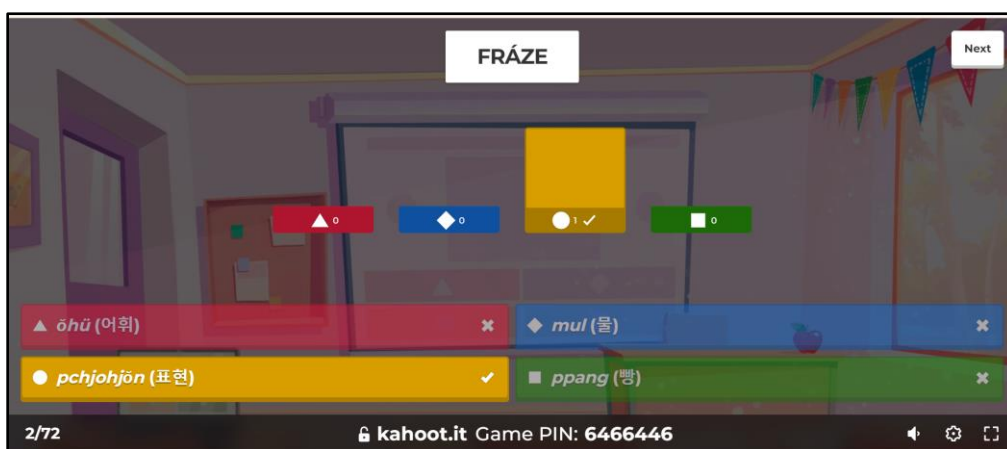 FRÁZE
Next
0
0
1
0
ŏhü (어휘)
mul (물)
pchjohjŏn (표현)
ppang (빵)
2/72
kahoot.it Game PIN: 6466446